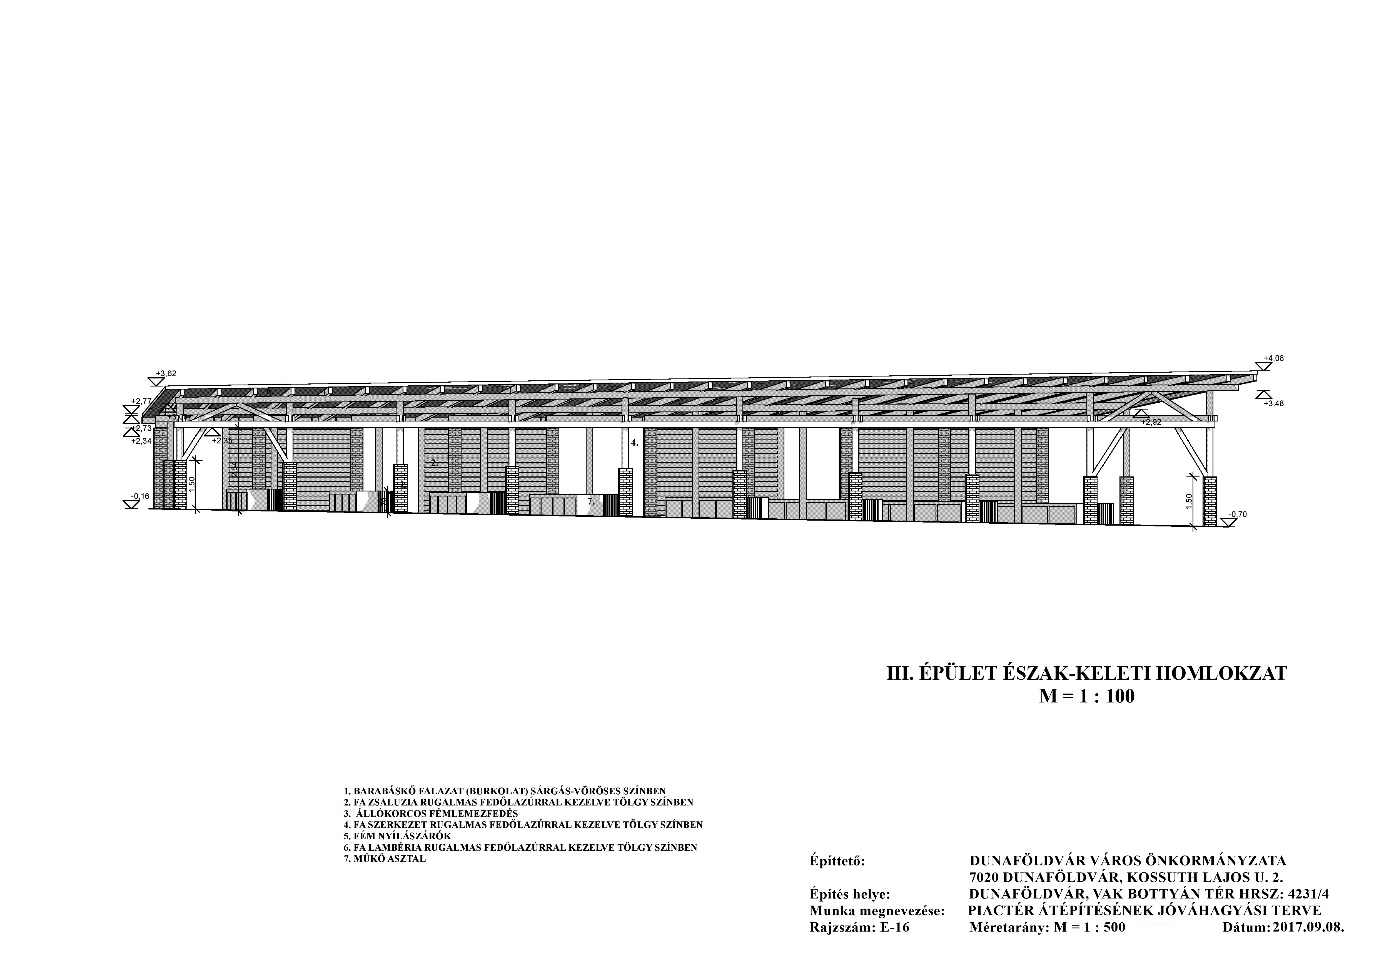 +4,08
+3,62
+3,48
+2,77
+2,82
+2,73
+2,34
+2,35
4.
2.
1,50
1,50
7.
-0,16
-0,70
III. ÉPÜLET ÉSZAK-KELETI HOMLOKZAT
M = 1 : 100
1. BARABÁSKŐ FALAZAT (BURKOLAT) SÁRGÁS-VÖRÖSES SZÍNBEN
2. FA ZSALUZIA RUGALMAS FEDŐLAZÚRRAL KEZELVE TÖLGY SZÍNBEN
3. ÁLLÓKORCOS FÉMLEMEZFEDÉS
4. FA SZERKEZET RUGALMAS FEDŐLAZÚRRAL KEZELVE TÖLGY SZÍNBEN
5. FÉM NYÍLÁSZÁRÓK
6. FA LAMBÉRIA RUGALMAS FEDŐLAZÚRRAL KEZELVE TÖLGY SZÍNBEN
7. MŰKŐ ASZTAL
Építtető: DUNAFÖLDVÁR VÁROS ÖNKORMÁNYZATA
7020 DUNAFÖLDVÁR, KOSSUTH LAJOS U. 2.
Építés helye: DUNAFÖLDVÁR, VAK BOTTYÁN TÉR HRSZ: 4231/4
Munka megnevezése: PIACTÉR ÁTÉPÍTÉSÉNEK JÓVÁHAGYÁSI TERVE
Rajzszám: E-16 Méretarány: M = 1 : 500 Dátum: 2017.09.08.